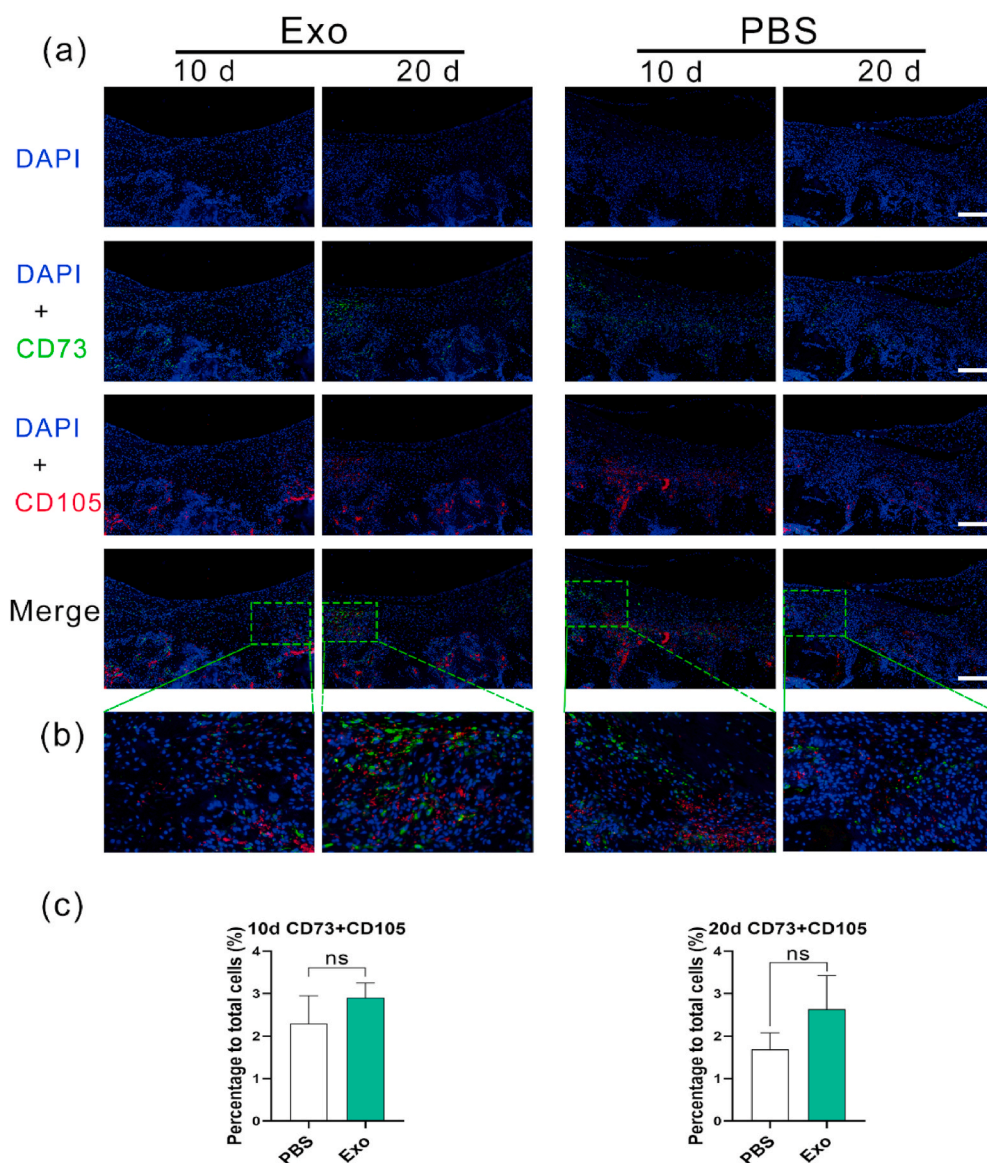 (a)
Exo
PBS
10 d
20 d
10 d
20 d
DAPI
DAPI
+
CD73
DAPI
+
CD105
Merge
(b)
(c)
10d CD73+CD105
Percentage to total cells (%)
4
3
2
1
0
ns
PBS
Exo
20d CD73+CD105
Percentage to total cells (%)
4
3
2
1
0
ns
PBS
Exo